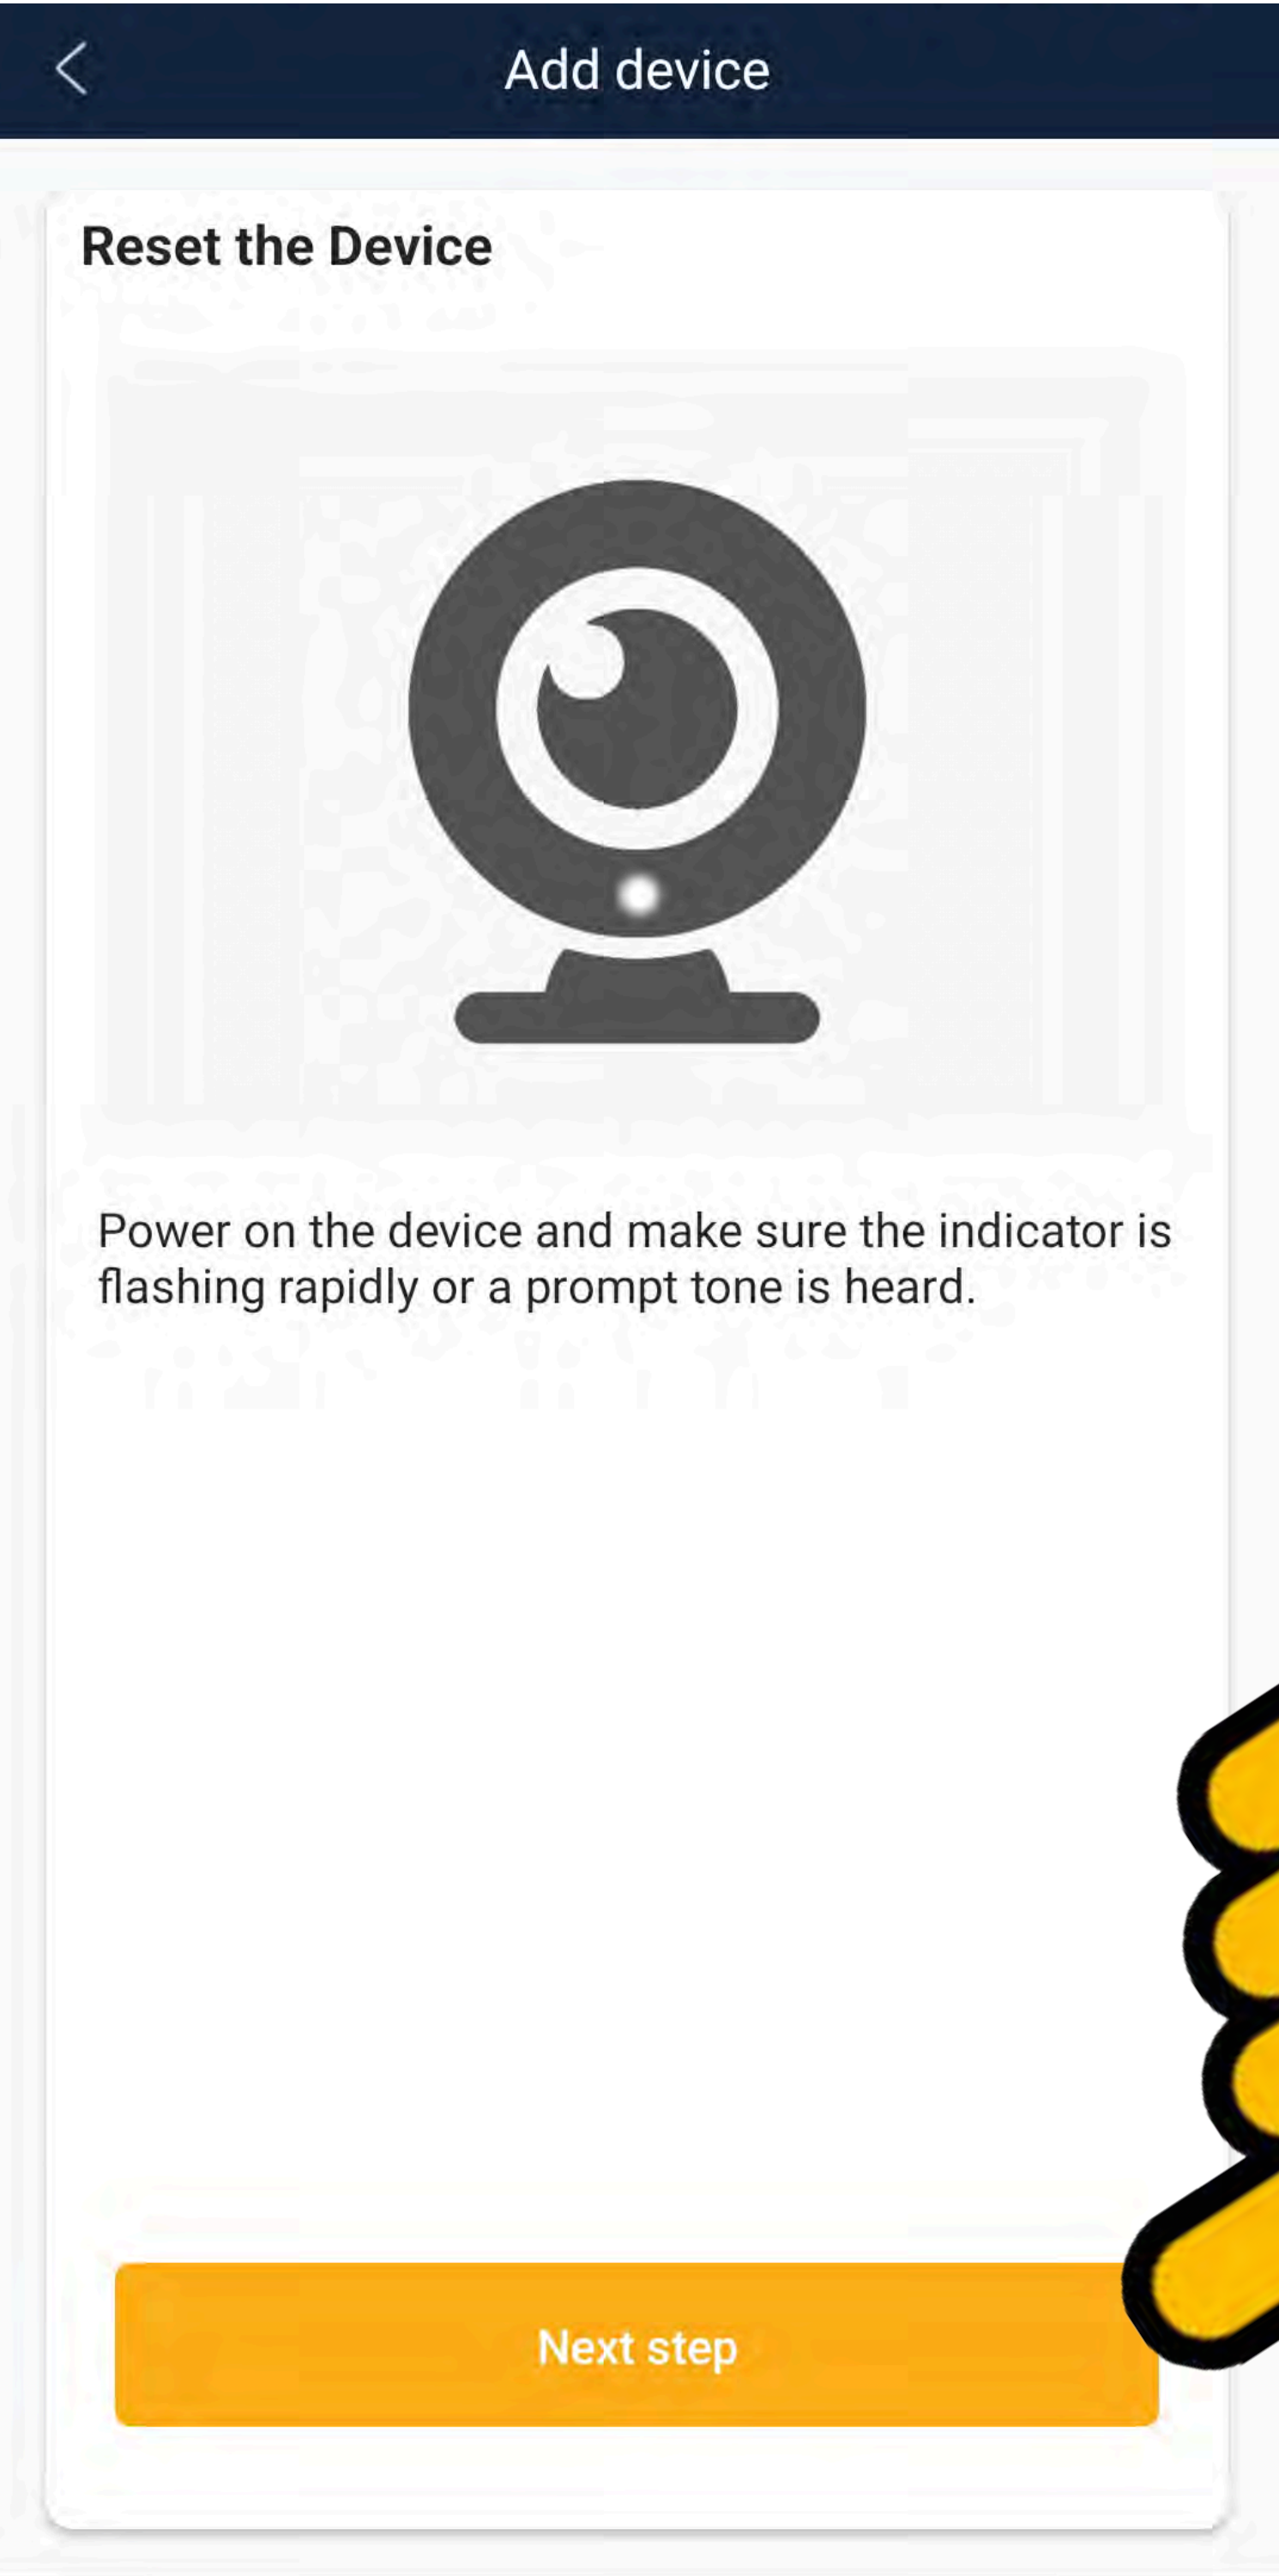 Add device
Reset the Device
Power on the device and make sure the indicator is
flashing rapidly or a prompt tone is heard.
Next step